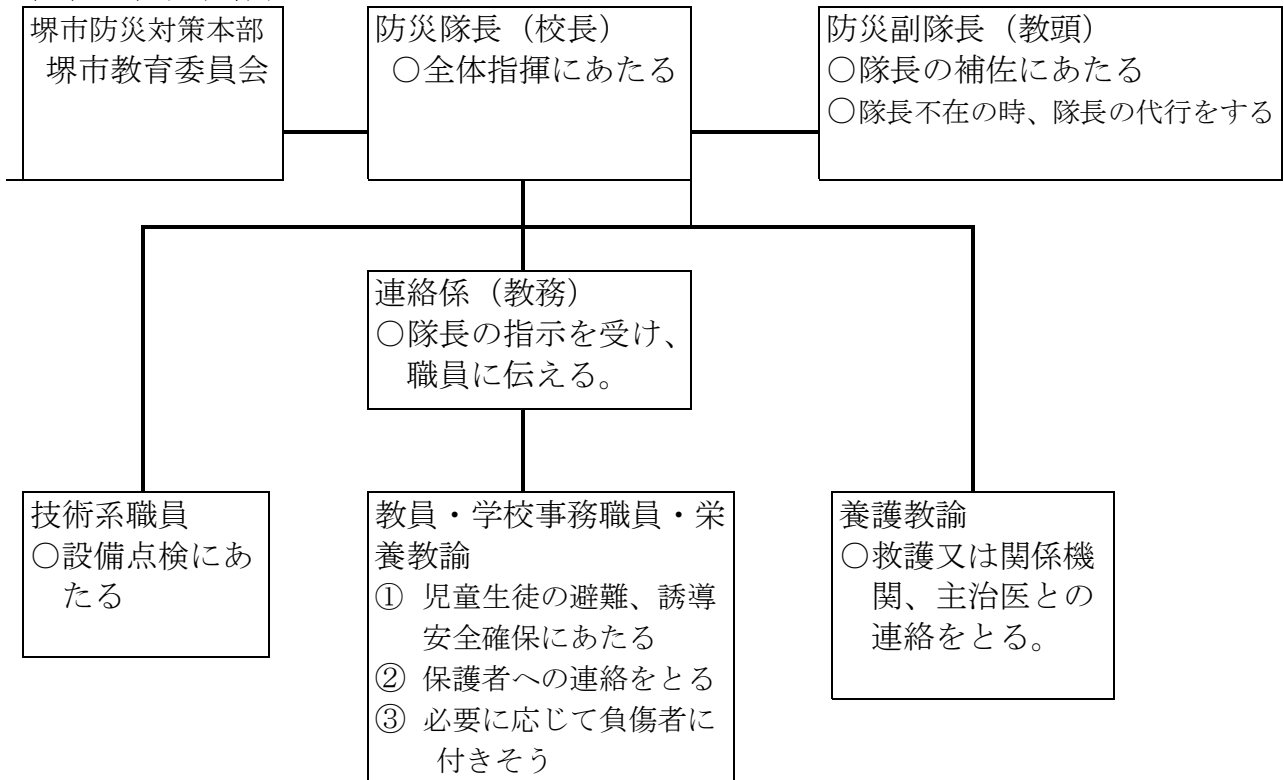 堺市防災対策本部
堺市教育委員会
防災隊長（校長）
○全体指揮にあたる
防災副隊長（教頭）
○隊長の補佐にあたる
○隊長不在の時、隊長の代行をする
連絡係（教務）
○隊長の指示を受け、
職員に伝える。
技術系職員
○設備点検にあ
たる
教員・学校事務職員・栄
養教諭
① 児童生徒の避難、誘導
安全確保にあたる
② 保護者への連絡をとる
③ 必要に応じて負傷者に
付きそう
養護教諭
○救護又は関係機
関、主治医との
連絡をとる。